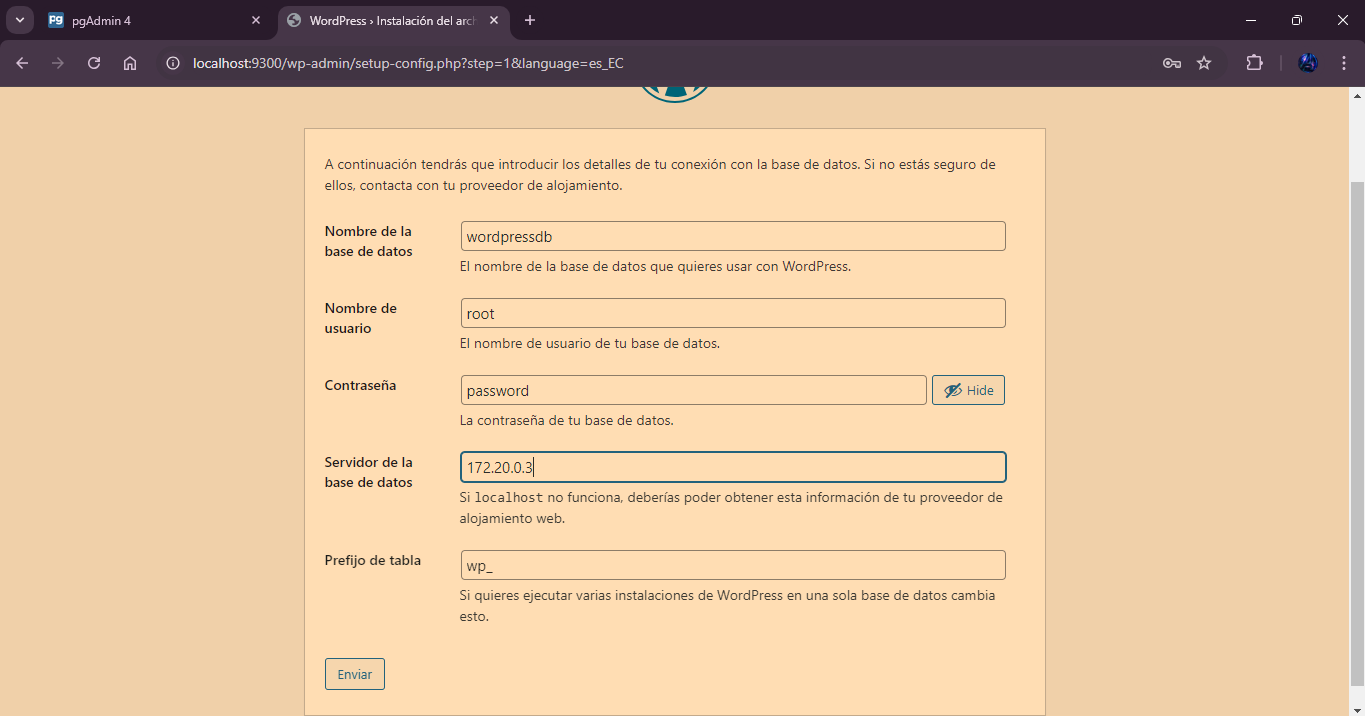 pgAdmin 4
WordPress › Instalación del arch
localhost:9300/wp-admin/setup-config.php?step=1&language=es_EC
A continuación tendrás que introducir los detalles de tu conexión con la base de datos. Si no estás seguro de
ellos, contacta con tu proveedor de alojamiento.
Nombre de la
base de datos
wordpressdb
El nombre de la base de datos que quieres usar con WordPress.
Nombre de
usuario
root
El nombre de usuario de tu base de datos.
Contraseña
password
Hide
La contraseña de tu base de datos.
Servidor de la
base de datos
172.20.0.3
Si localhost no funciona, deberías poder obtener esta información de tu proveedor de
alojamiento web.
Prefijo de tabla
wp_
Si quieres ejecutar varias instalaciones de WordPress en una sola base de datos cambia
esto.
Enviar